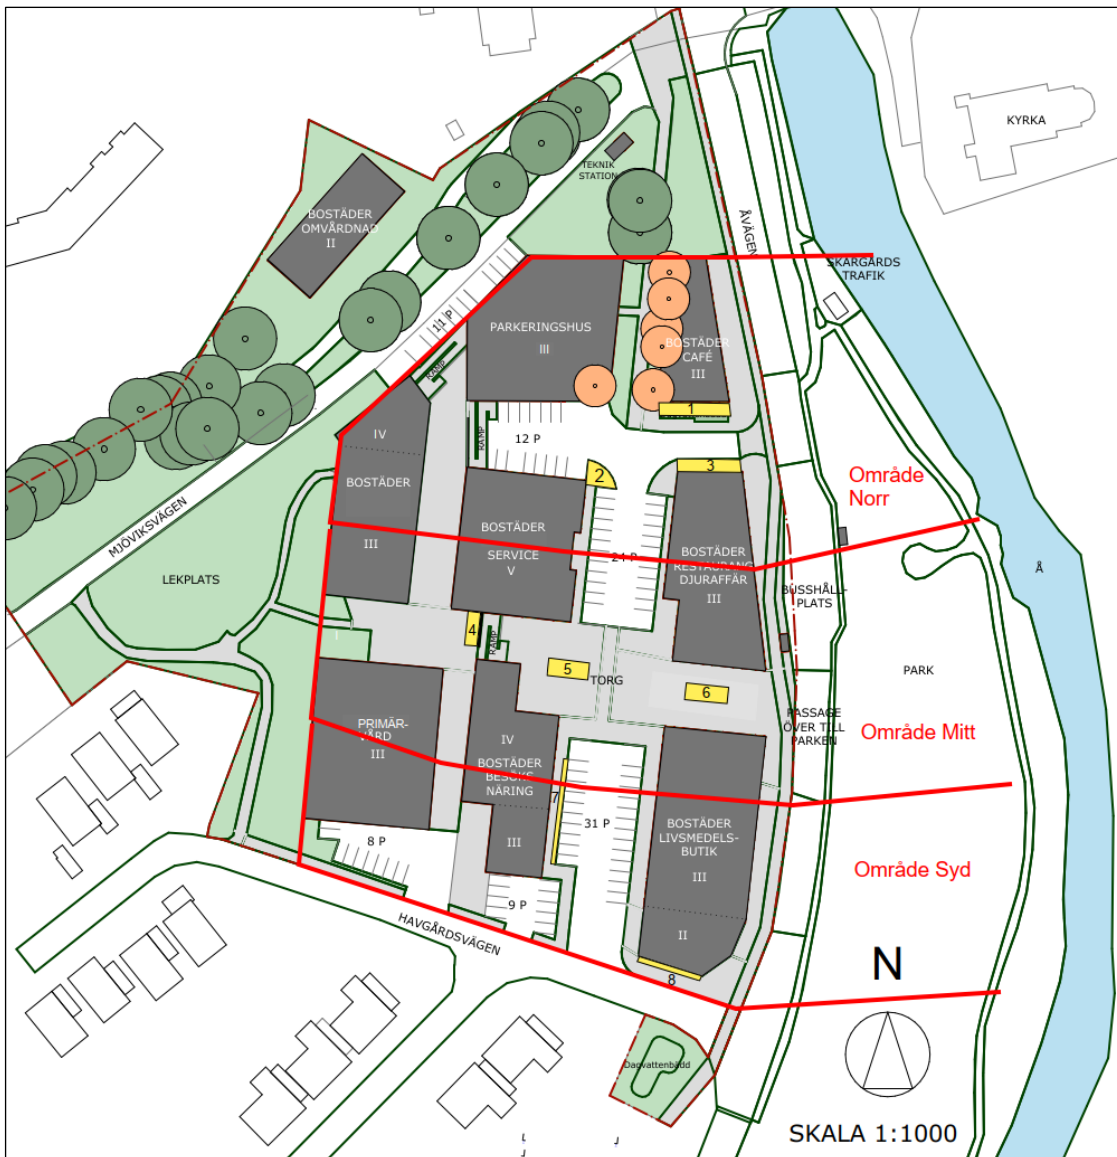 KYRKA
TEKNIK
STATION
BOSTÄDER
OMVÅRDNAD
II
ÅVÄGEN
SKÄRGÅRDS
TRAFIK
11 P
PARKERINGSHUS
III
BOSTÄDER
CAFÉ
III
RAMP
1
IV
12 P
RAMP
2
3
Område
Norr
BOSTÄDER
MJÖVIKSVÄGEN
BOSTÄDER
SERVICE
V
24 P
BOSTÄDER
RESTAURANG
DJURAFFÄR
III
III
LEKPLATS
BUSSHÅLL-
PLATS
Å
I
4
RAMP
5
TORG
6
PARK
PASSAGE
ÖVER TILL
PARKEN
Område Mitt
PRIMÄR-
VÅRD
III
IV
BOSTÄDER
BESÖKS
NÄRING
III
7
31 P
BOSTÄDER
LIVSMEDELS-
BUTIK
III
II
8 P
9 P
Område Syd
HAVGÅRDSVÄGEN
8
N
Dagvattenbädd
SKALA 1:1000